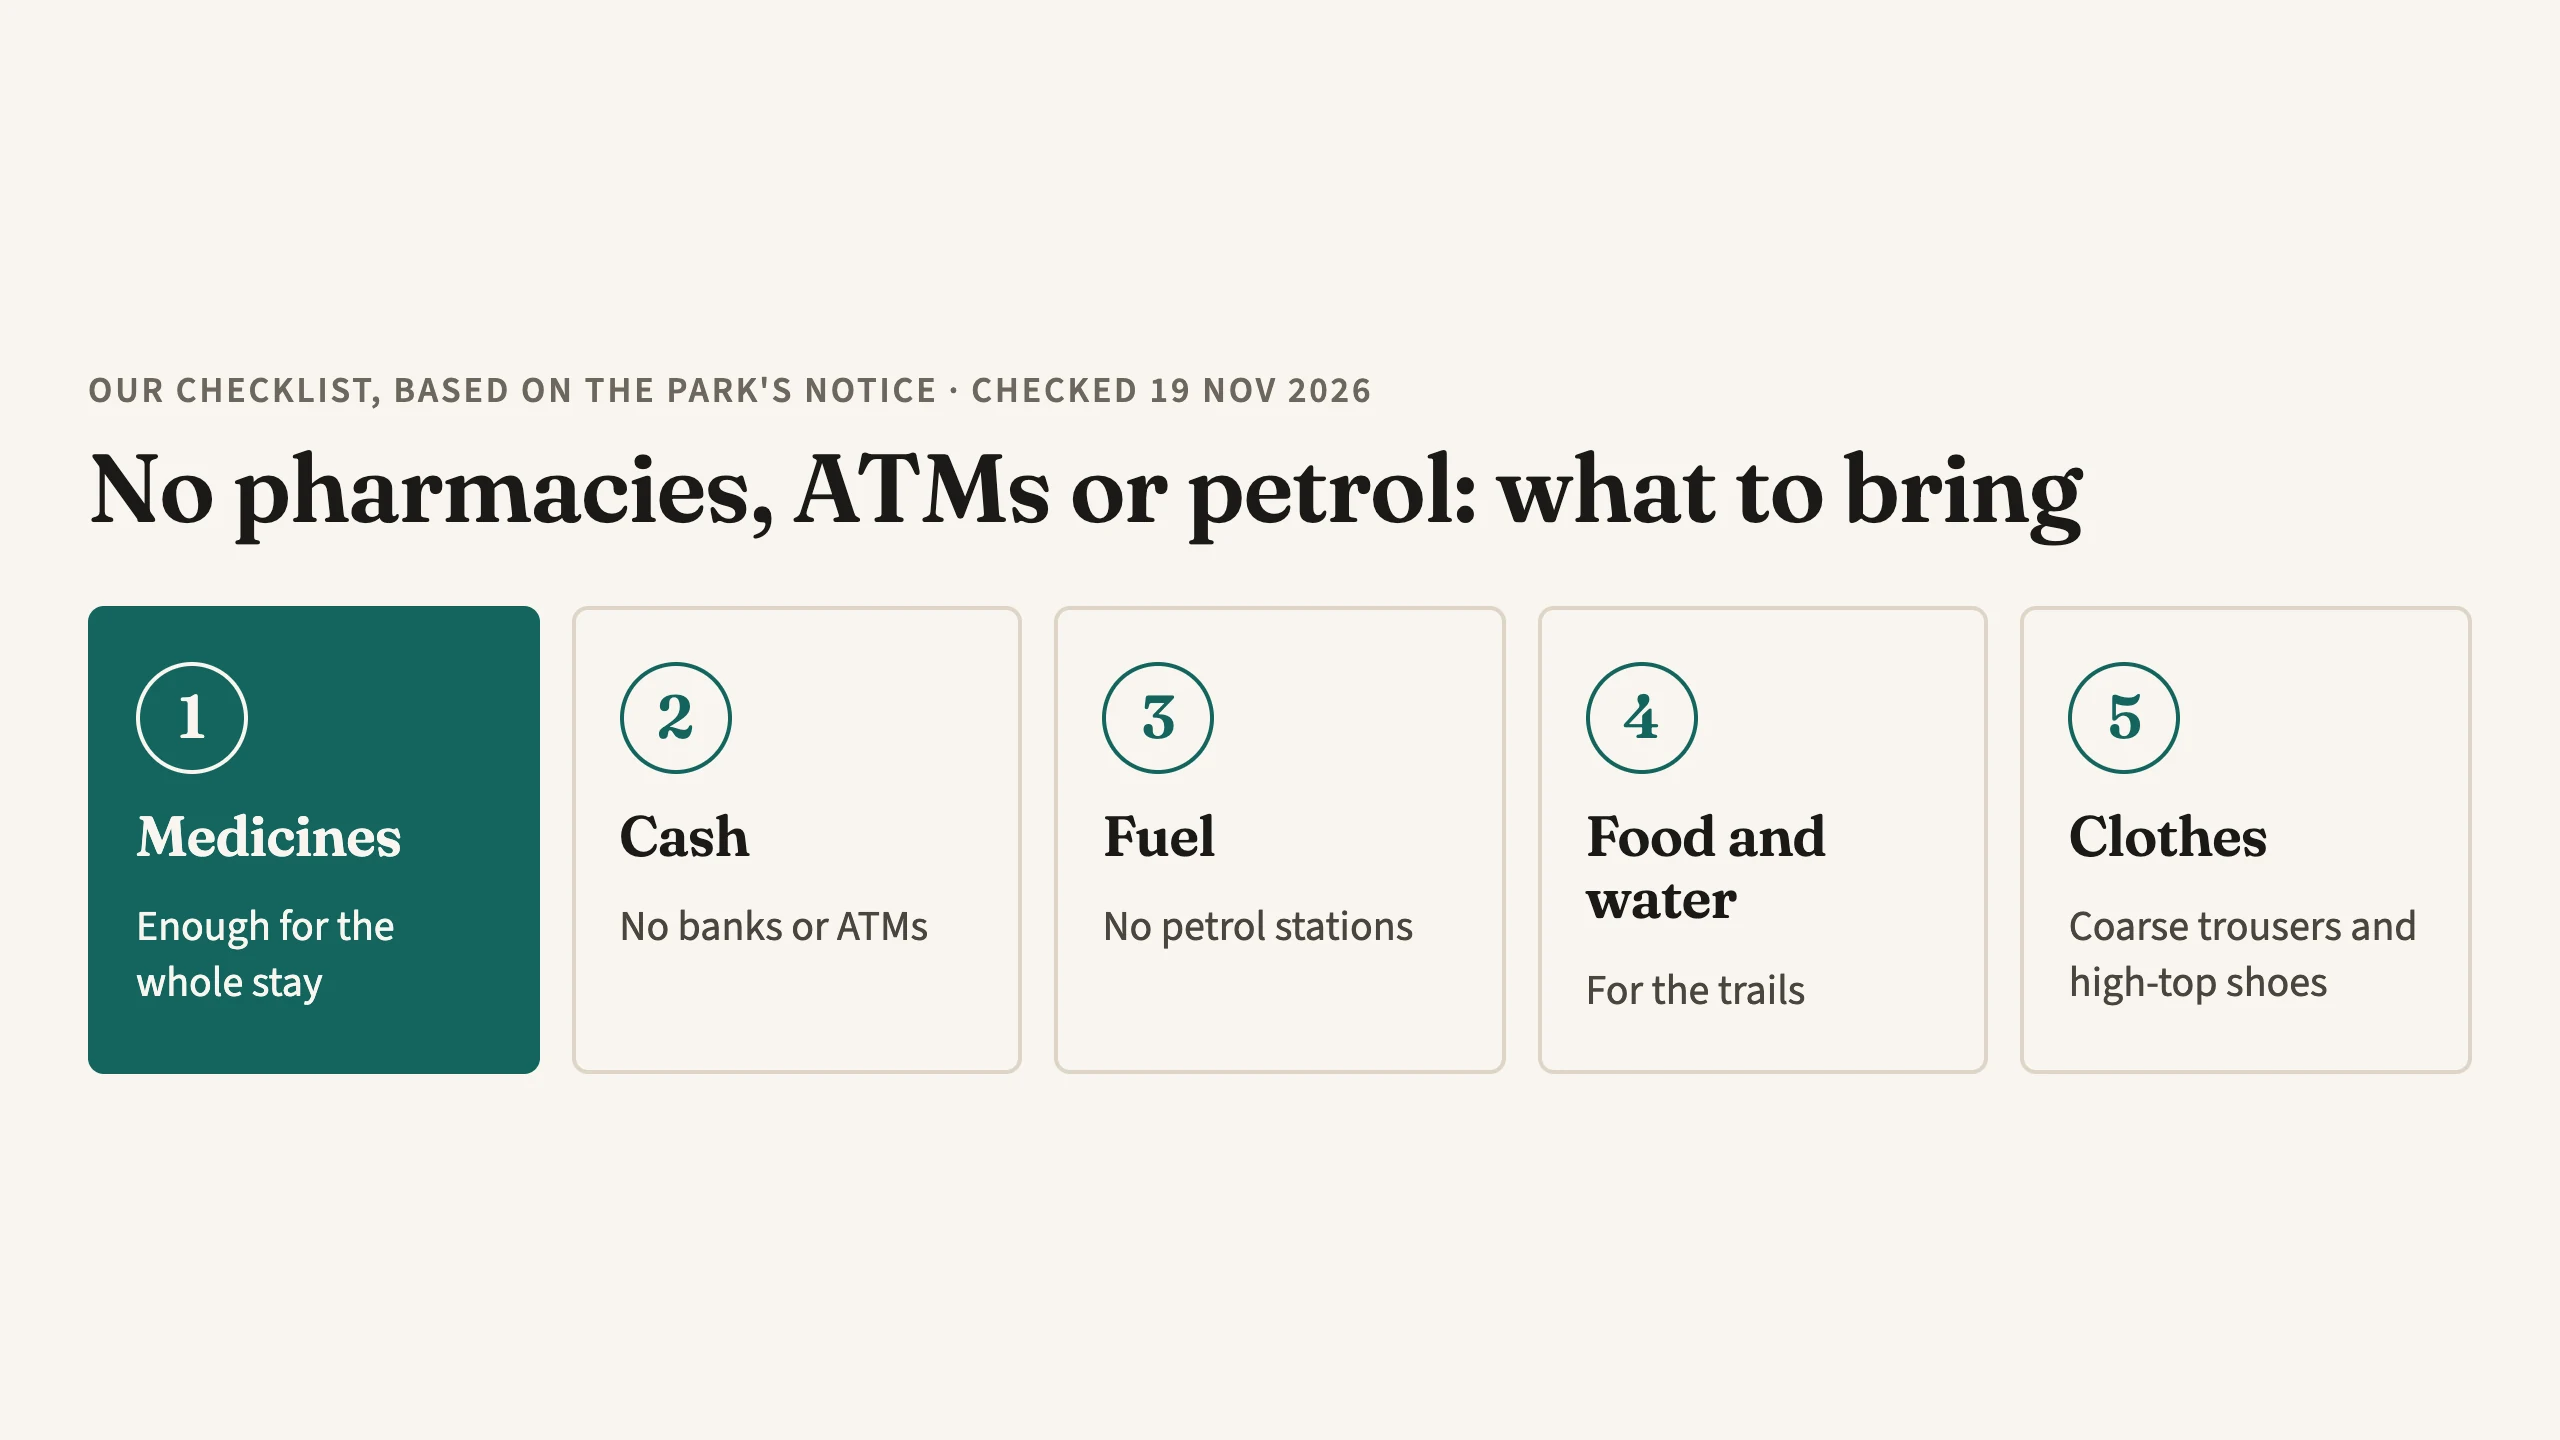 OUR CHECKLIST, BASED ON THE PARK'S NOTICE · CHECKED 19 NOV 2026
No pharmacies, ATMs or petrol: what to bring
1
Medicines
Enough for the
whole stay
2
Cash
No banks or ATMs
3
Fuel
No petrol stations
4
Food and
water
For the trails
5
Clothes
Coarse trousers and
high-top shoes